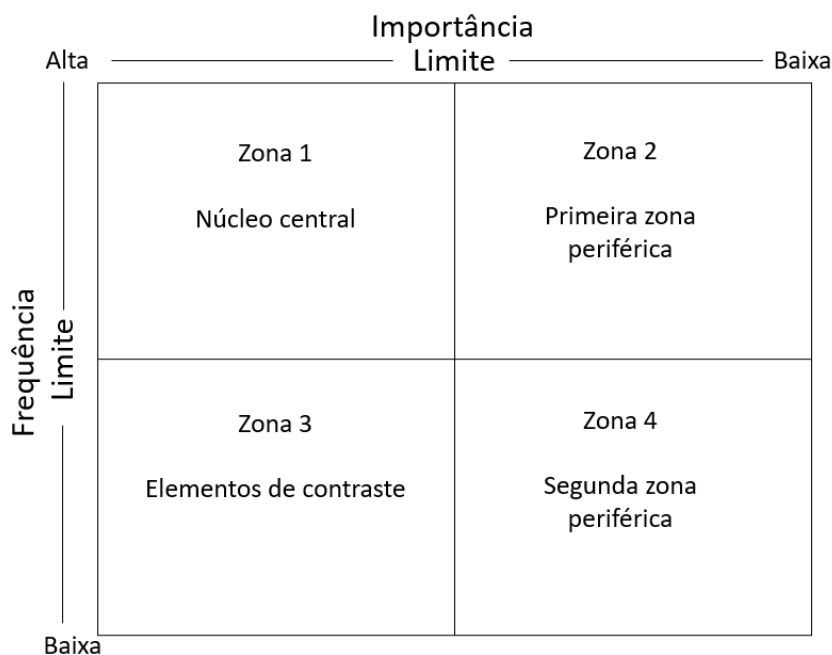 Importância
Alta Limite Baixa
Zona 1
Núcleo central
Zona 2
Primeira zona
periférica
Frequência
Limite
Zona 3
Elementos de contraste
Zona 4
Segunda zona
periférica
Baixa